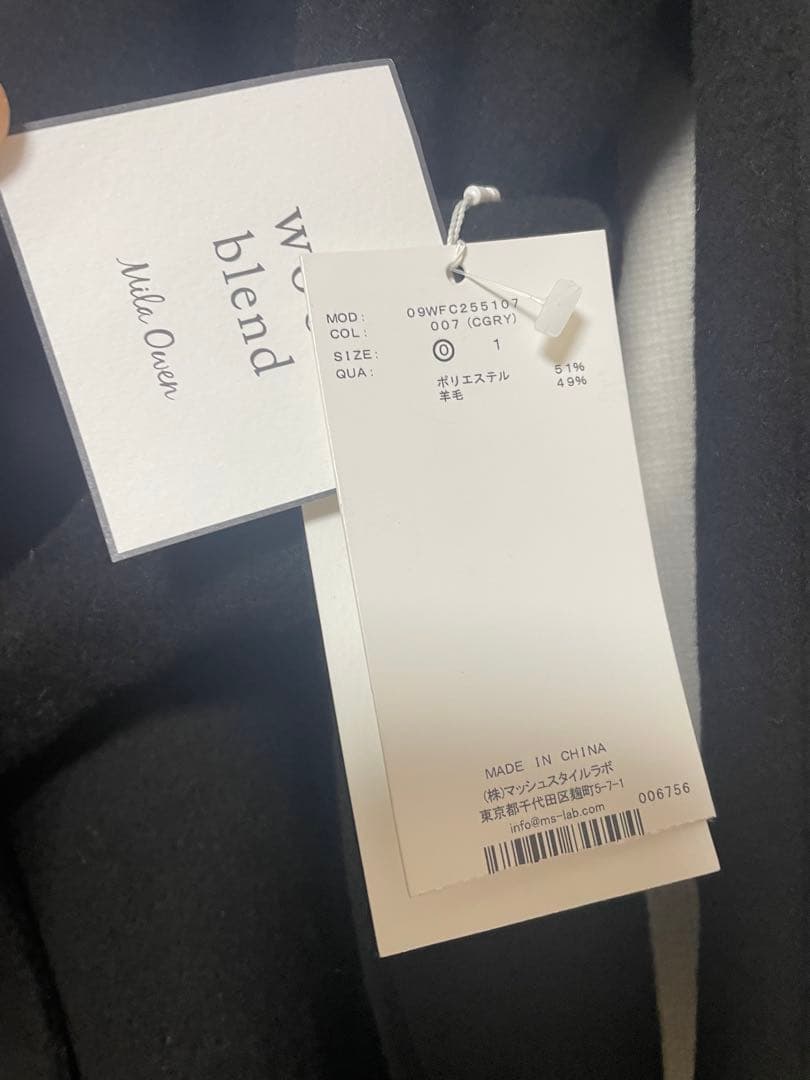 blend
Mila Owen
MOD: 09WFC255107
COL: 007 (CGRY)
SIZE: 0 1
QUA: ポリエステル 51%
羊毛 49%
MADE IN CHINA
(株)マッシュスタイルラボ
東京都千代田区麹町5-7-1
info@ms-lab.com 006756